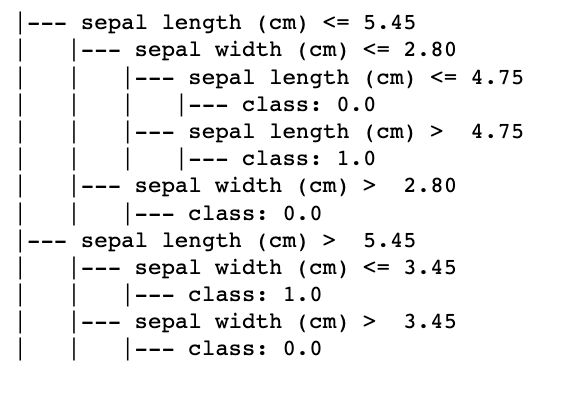 |--- sepal length (cm) <= 5.45
|   |--- sepal width (cm) <= 2.80
|   |   |--- sepal length (cm) <= 4.75
|   |   |   |--- class: 0.0
|   |   |--- sepal length (cm) >  4.75
|   |   |   |--- class: 1.0
|   |--- sepal width (cm) >  2.80
|   |   |--- class: 0.0
|--- sepal length (cm) >  5.45
|   |--- sepal width (cm) <= 3.45
|   |   |--- class: 1.0
|   |--- sepal width (cm) >  3.45
|   |   |--- class: 0.0